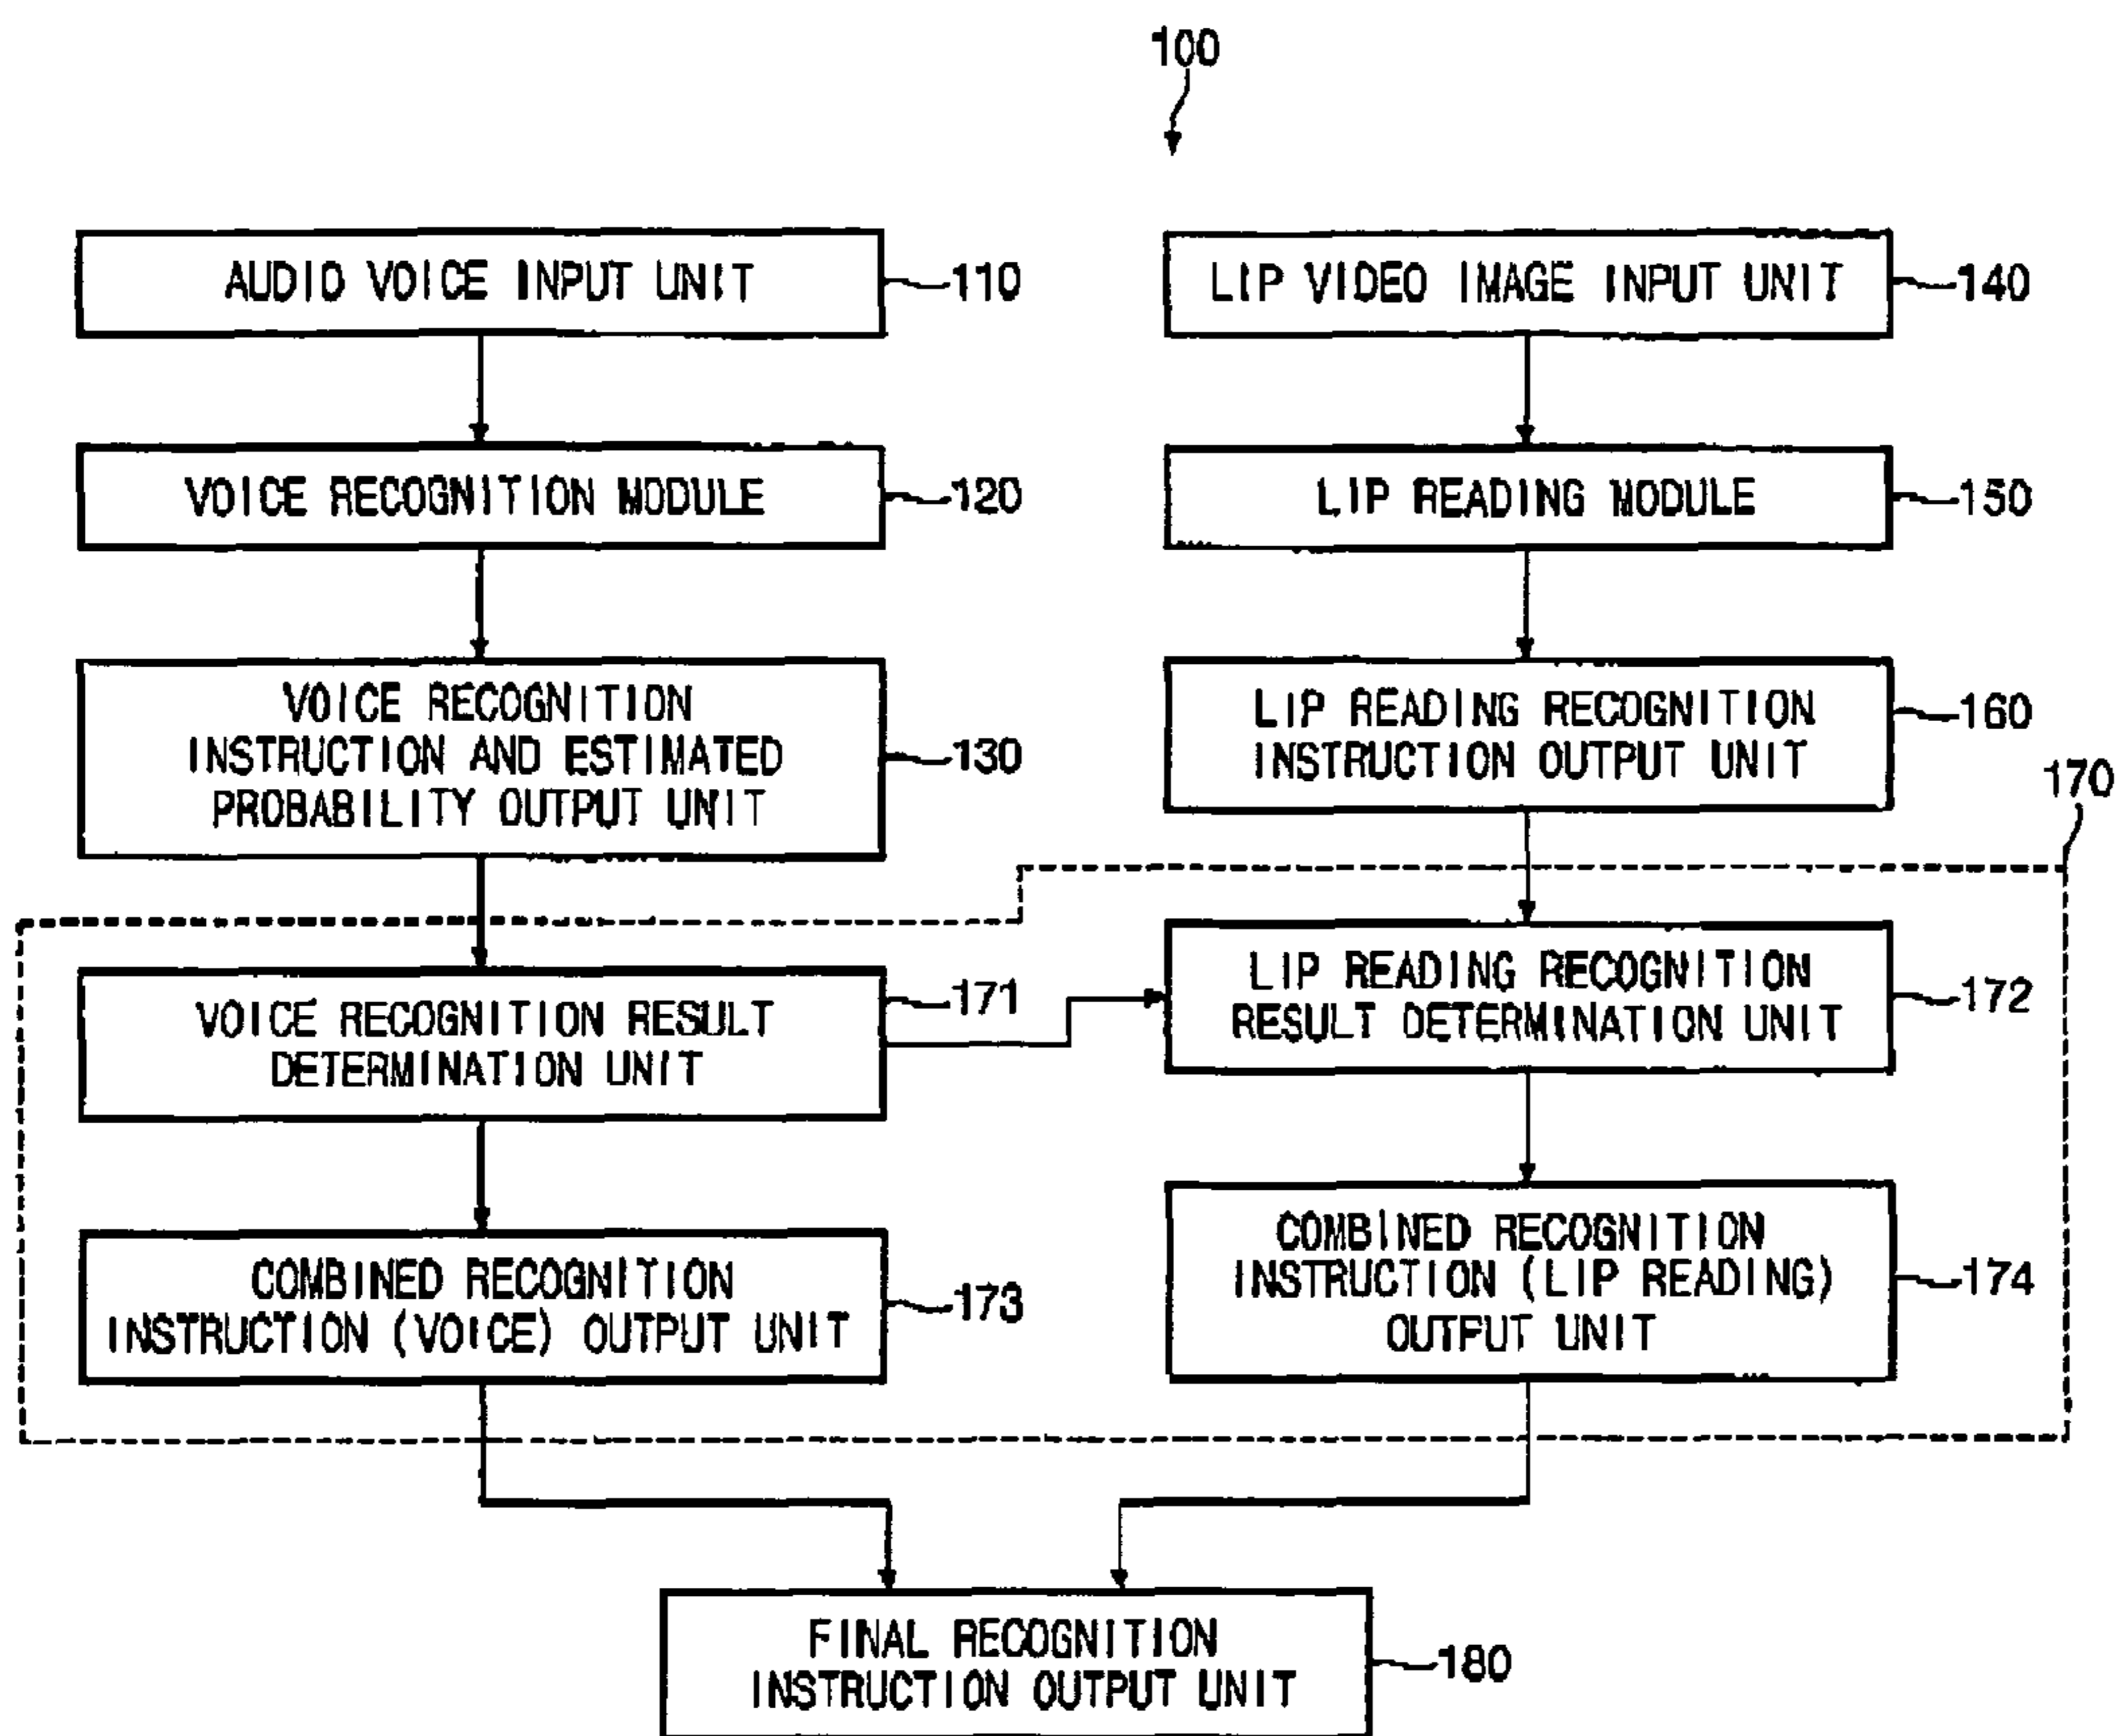 100
AUDIO VOICE INPUT UNIT
110
VOICE RECOGNITION MODULE
120
VOICE RECOGNITION
INSTRUCTION AND ESTIMATED
PROBABILITY OUTPUT UNIT
130
LIP VIDEO IMAGE INPUT UNIT
140
LIP READING MODULE
150
LIP READING RECOGNITION
INSTRUCTION OUTPUT UNIT
160
170
VOICE RECOGNITION RESULT
DETERMINATION UNIT
171
LIP READING RECOGNITION
RESULT DETERMINATION UNIT
172
COMBINED RECOGNITION
INSTRUCTION (VOICE) OUTPUT UNIT
173
COMBINED RECOGNITION
INSTRUCTION (LIP READING)
OUTPUT UNIT
174
FINAL RECOGNITION
INSTRUCTION OUTPUT UNIT
180